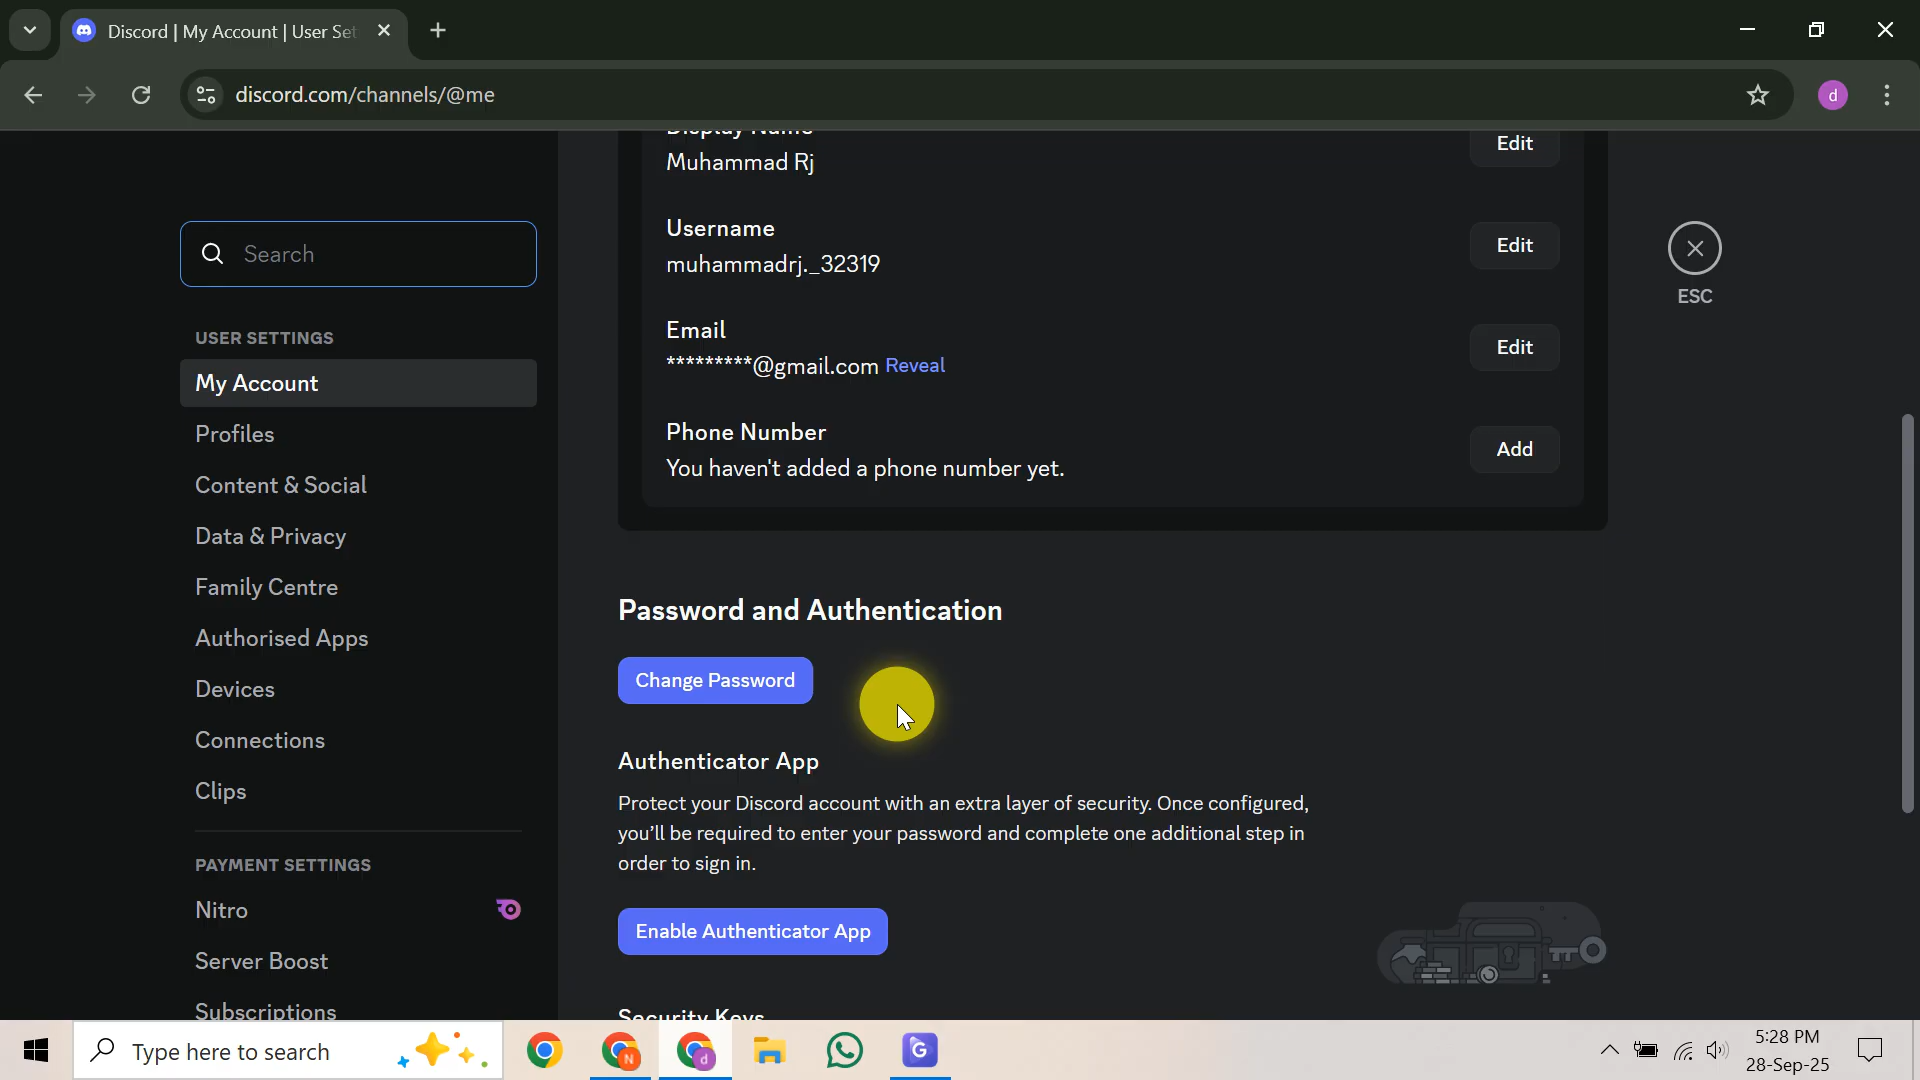 Discord | My Account | User Set
discord.com/channels/@me
d
Display Name
Muhammad Rj
Edit
Username
muhammadrj._32319
Edit
Email
*********@gmail.com Reveal
Edit
Phone Number
You haven't added a phone number yet.
Add
ESC
Search
USER SETTINGS
My Account
Profiles
Content & Social
Data & Privacy
Family Centre
Authorised Apps
Devices
Connections
Clips
PAYMENT SETTINGS
Nitro
Server Boost
Subscriptions
Password and Authentication
Change Password
Authenticator App
Protect your Discord account with an extra layer of security. Once configured,
you'll be required to enter your password and complete one additional step in
order to sign in.
Enable Authenticator App
Security Keys
Type here to search
N
d
G
5:28 PM
28-Sep-25